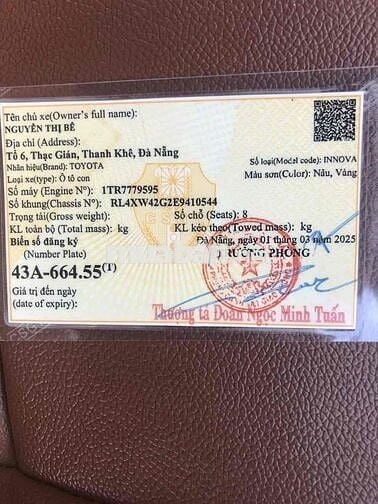 Tên chủ xe(Owner's full name):
NGUYỄN THỊ BÊ
Địa chỉ (Address):
Tổ 6, Thạc Gián, Thanh Khê, Đà Nẵng
Nhãn hiệu(Brand): TOYOTA Số loại(Model code): INNOVA
Loại xe(type): Ô tô con Màu sơn(Color): Nâu, Vàng
Số máy (Engine N°): 1TR7779595
Số khung(Chassis N°): RL4XW42G2E9410544
Trọng tải(Gross weight) Số chỗ (Seats): 8
KL toàn bộ(Total mass): kg KL kéo theo(Towed mass): kg
Biển số đăng ký Đà Nẵng, ngày 01 tháng 03 năm 2025
(Number Plate) TRƯỞNG PHÒNG
43A-664.55(T)
Giá trị đến ngày
(date of expiry):
Thượng tá Đoàn Ngọc Minh Tuấn